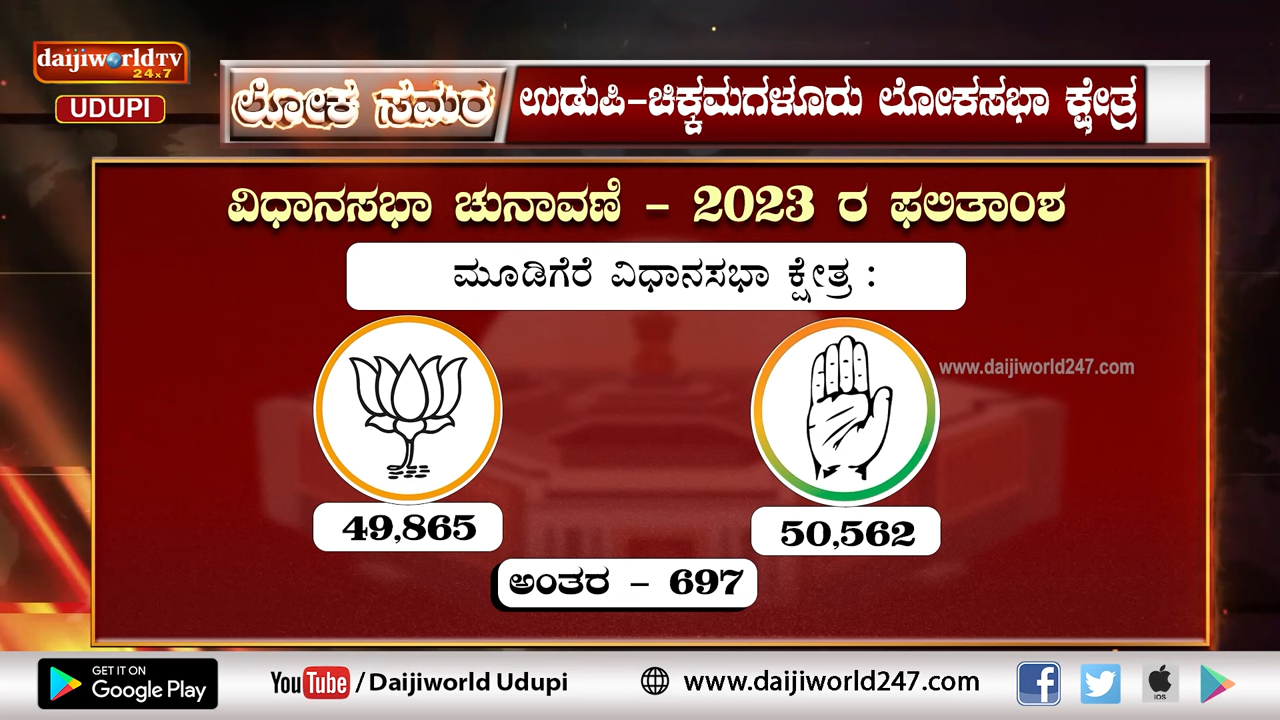 daijiworldTV
24x7
UDUPI
ಲೋಕ ಸಮರ
ಉಡುಪಿ-ಚಿಕ್ಕಮಗಳೂರು ಲೋಕಸಭಾ ಕ್ಷೇತ್ರ
ವಿಧಾನಸಭಾ ಚುನಾವಣೆ - 2023 ರ ಫಲಿತಾಂಶ
ಮೂಡಿಗೆರೆ ವಿಧಾನಸಭಾ ಕ್ಷೇತ್ರ :
www.daijiworld247.com
49,865
50,562
ಅಂತರ - 697
GET IT ON
Google Play
YouTube / Daijiworld Udupi
www.daijiworld247.com
iOS